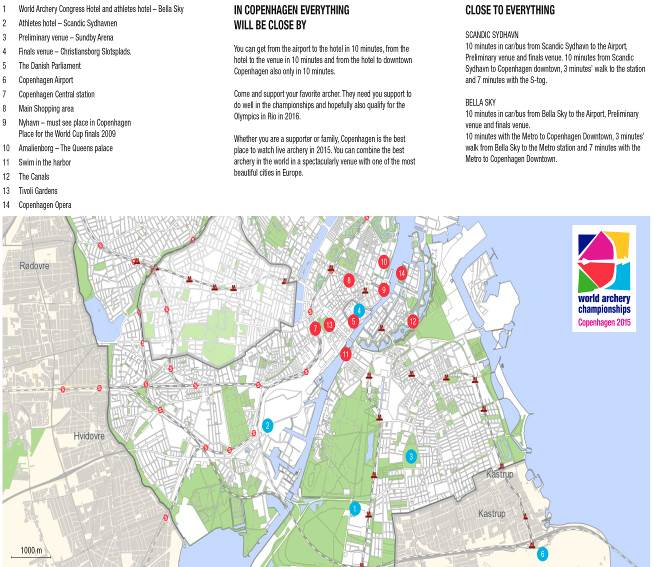 1 World Archery Congress Hotel and athletes hotel – Bella Sky
2 Athletes hotel – Scandic Sydhavnen
3 Preliminary venue – Sundby Arena
4 Finals venue – Christiansborg Slotsplads.
5 The Danish Parliament
6 Copenhagen Airport
7 Copenhagen Central station
8 Main Shopping area
9 Nyhavn – must see place in Copenhagen
Place for the World Cup finals 2009
10 Amalienborg – The Queens palace
11 Swim in the harbor
12 The Canals
13 Tivoli Gardens
14 Copenhagen Opera
IN COPENHAGEN EVERYTHING
WILL BE CLOSE BY
You can get from the airport to the hotel in 10 minutes, from the
hotel to the venue in 10 minutes and from the hotel to downtown
Copenhagen also only in 10 minutes.
Come and support your favorite archer. They need you support to
do well in the championships and hopefully also qualify for the
Olympics in Rio in 2016.
Whether you are a supporter or family, Copenhagen is the best
place to watch live archery in 2015. You can combine the best
archery in the world in a spectacularly venue with one of the most
beautiful cities in Europe.
CLOSE TO EVERYTHING
SCANDIC SYDHAVN
10 minutes in car/bus from Scandic Sydhavn to the Airport,
Preliminary venue and finals venue. 10 minutes from Scandic
Sydhavn to Copenhagen downtown, 3 minutes' walk to the station
and 7 minutes with the S-tog.
BELLA SKY
10 minutes in car/bus from Bella Sky to the Airport, Preliminary
venue and finals venue.
10 minutes with the Metro to Copenhagen Downtown, 3 minutes'
walk from Bella Sky to the Metro station and 7 minutes with the
Metro to Copenhagen Downtown.
Rødovre
10
14
8
9
4
5
12
7
13
11
world archery
championships
Copenhagen 2015
2
Hvidovre
3
Kastrup
1
Kastrup
6
1000 m